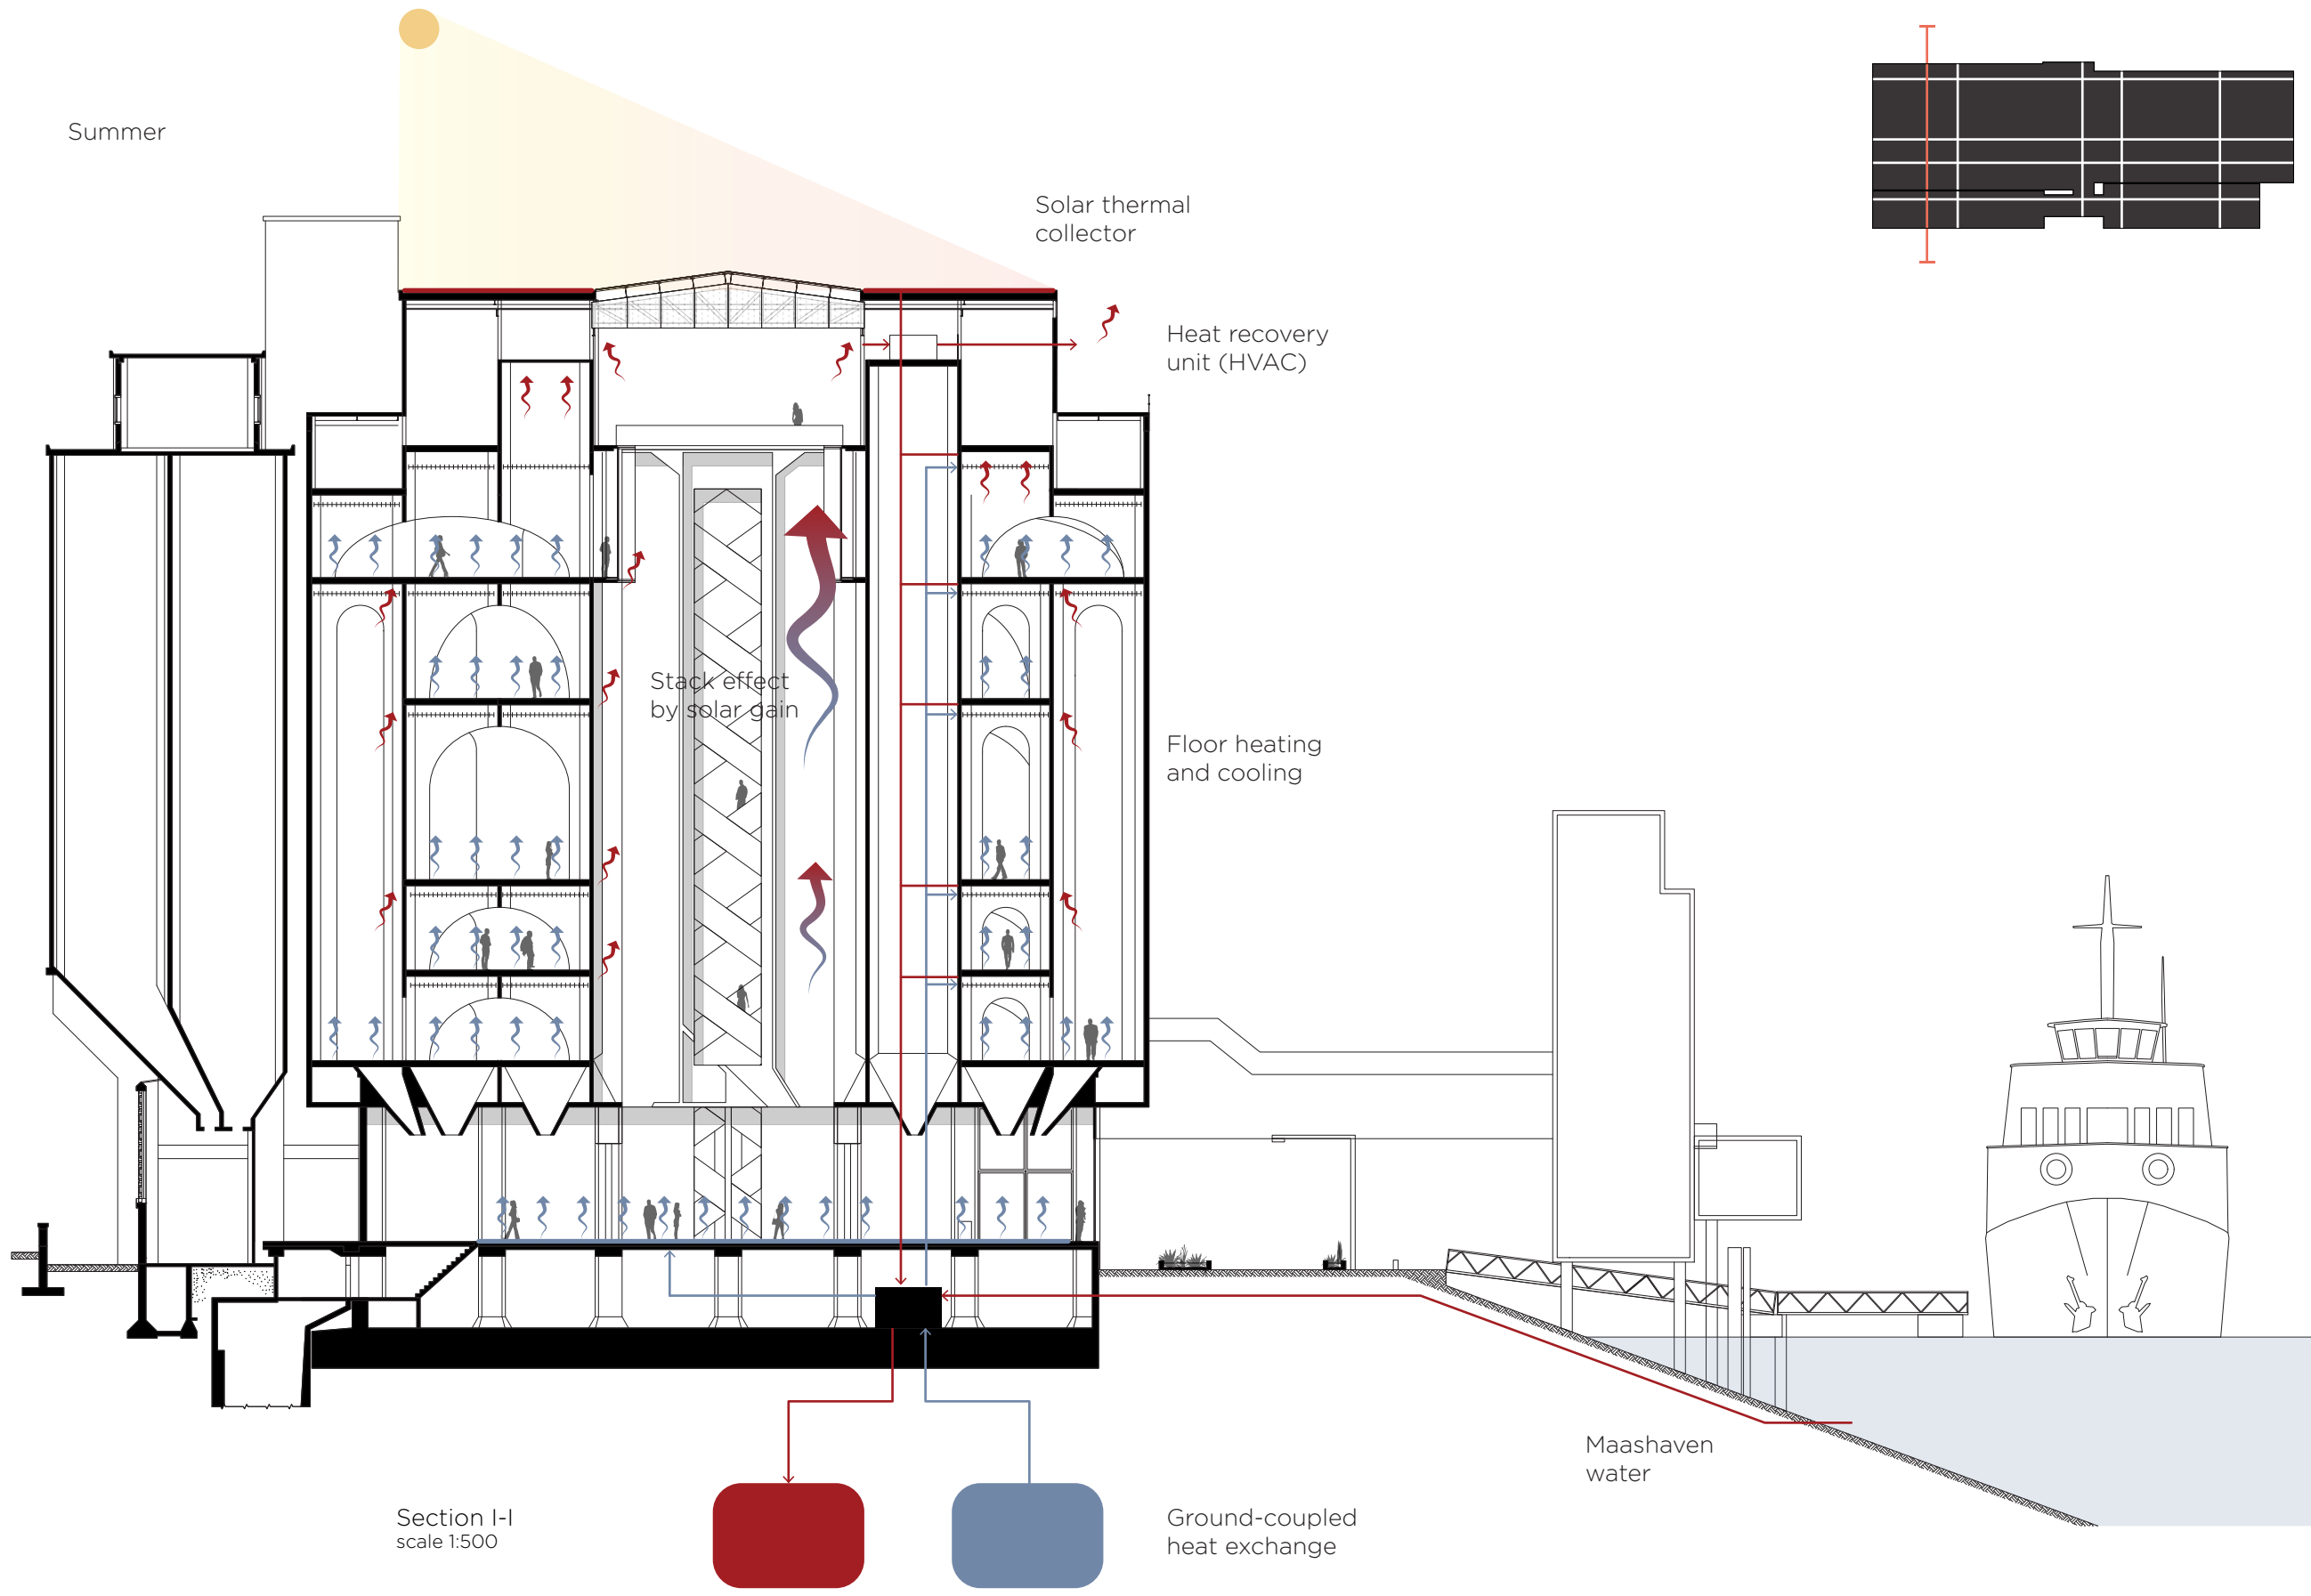 Summer
Solar thermal
collector
Heat recovery
unit (HVAC)
Stack effect
by solar gain
Floor heating
and cooling
Maashaven
water
Section I-I
scale 1:500
Ground-coupled
heat exchange